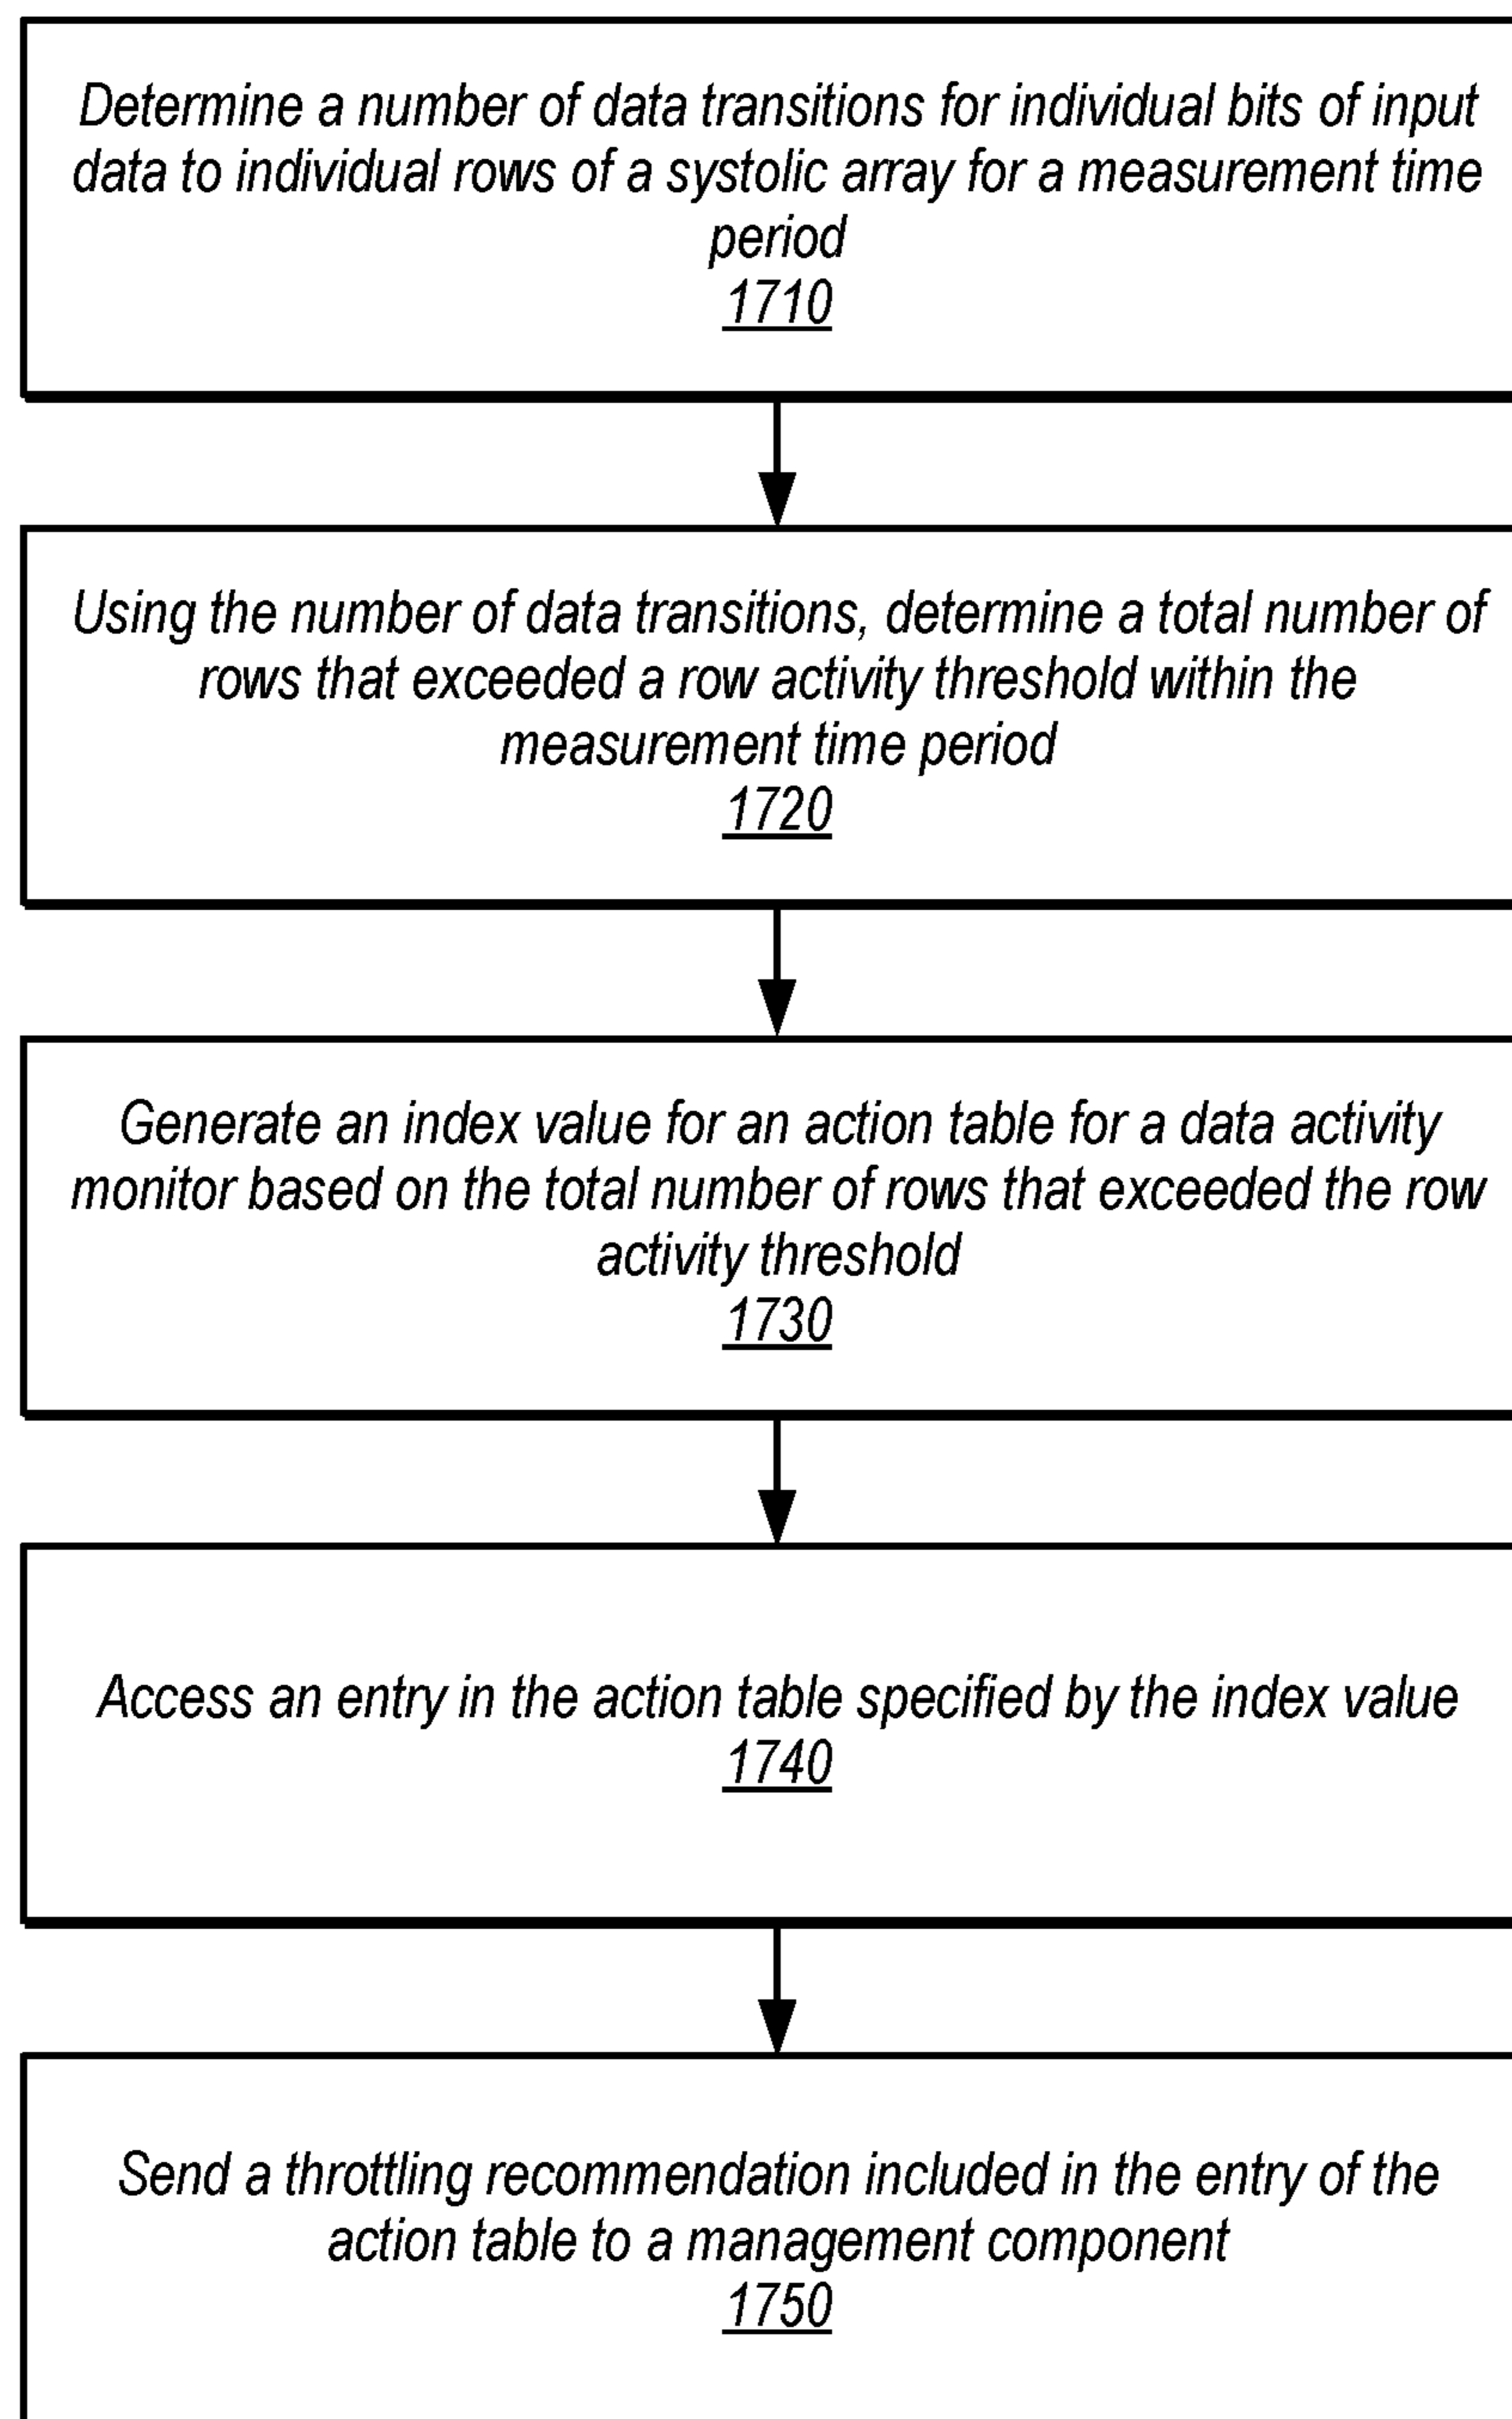 Determine a number of data transitions for individual bits of input
data to individual rows of a systolic array for a measurement time
period
1710
Using the number of data transitions, determine a total number of
rows that exceeded a row activity threshold within the
measurement time period
1720
Generate an index value for an action table for a data activity
monitor based on the total number of rows that exceeded the row
activity threshold
1730
Access an entry in the action table specified by the index value
1740
Send a throttling recommendation included in the entry of the
action table to a management component
1750